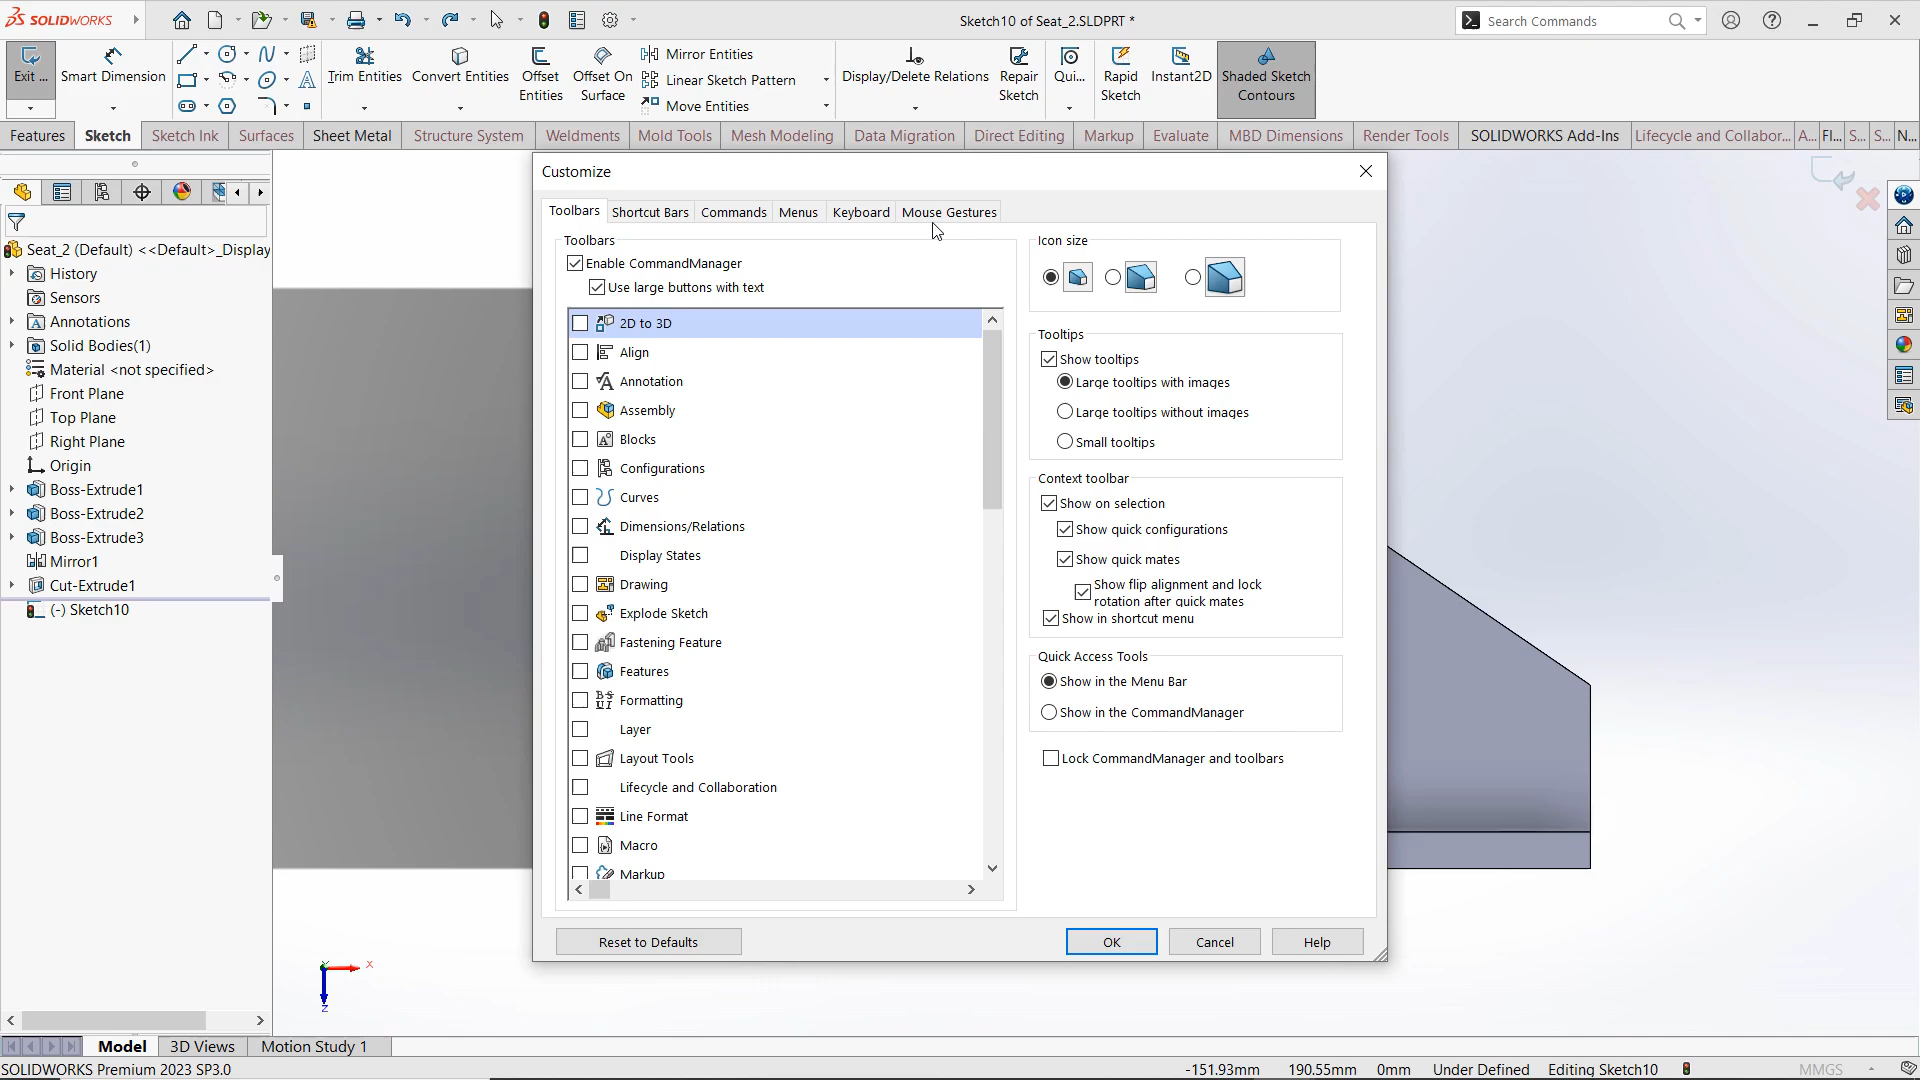 SOLIDWORKS
Sketch10 of Seat_2.SLDPRT *
Search Commands
Exit ...
Smart Dimension
Trim Entities
Convert Entities
Offset Entities
Offset On Surface
Mirror Entities
Linear Sketch Pattern
Move Entities
Display/Delete Relations
Repair Sketch
Qui...
Rapid Sketch
Instant2D
Shaded Sketch Contours
Features
Sketch
Sketch Ink
Surfaces
Sheet Metal
Structure System
Weldments
Mold Tools
Mesh Modeling
Data Migration
Direct Editing
Markup
Evaluate
MBD Dimensions
Render Tools
SOLIDWORKS Add-Ins
Lifecycle and Collabor...
A...
Fl...
S...
S...
N...
Seat_2 (Default) <<Default>_Display
History
Sensors
Annotations
Solid Bodies(1)
Material <not specified>
Front Plane
Top Plane
Right Plane
Origin
Boss-Extrude1
Boss-Extrude2
Boss-Extrude3
Mirror1
Cut-Extrude1
(-) Sketch10
Customize
Toolbars
Shortcut Bars
Commands
Menus
Keyboard
Mouse Gestures
Toolbars
Enable CommandManager
Use large buttons with text
2D to 3D
Align
Annotation
Assembly
Blocks
Configurations
Curves
Dimensions/Relations
Display States
Drawing
Explode Sketch
Fastening Feature
Features
Formatting
Layer
Layout Tools
Lifecycle and Collaboration
Line Format
Macro
Markup
Icon size
Tooltips
Show tooltips
Large tooltips with images
Large tooltips without images
Small tooltips
Context toolbar
Show on selection
Show quick configurations
Show quick mates
Show flip alignment and lock
rotation after quick mates
Show in shortcut menu
Quick Access Tools
Show in the Menu Bar
Show in the CommandManager
Lock CommandManager and toolbars
Reset to Defaults
OK
Cancel
Help
Y
X
Z
Model
3D Views
Motion Study 1
SOLIDWORKS Premium 2023 SP3.0
-151.93mm
190.55mm
0mm
Under Defined
Editing Sketch10
MMGS